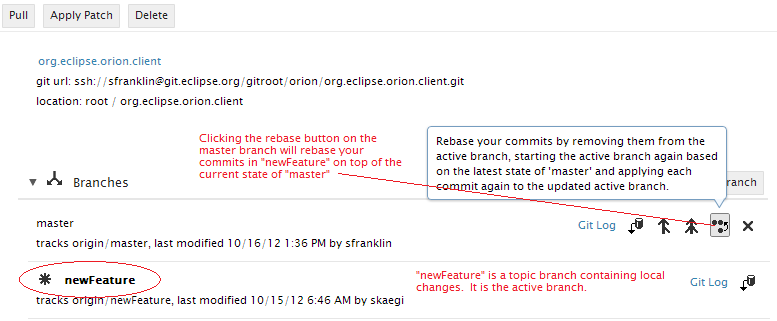 Pull Apply Patch Delete
org.eclipse.orion.client
git url: ssh://sfranklin@git.eclipse.org/gitroot/orion/org.eclipse.orion.client.git
location: root / org.eclipse.orion.client
Clicking the rebase button on the
master branch will rebase your
commits in "newFeature" on top of the
current state of "master"
Rebase your commits by removing them from the
active branch, starting the active branch again based
on the latest state of 'master' and applying each
commit again to the updated active branch.
Branches
ranch
master
Git Log
tracks origin/master, last modified 10/16/12 1:36 PM by sfranklin
newFeature
"newFeature" is a topic branch containing local
changes. It is the active branch.
Git Log
tracks origin/newFeature, last modified 10/15/12 6:46 AM by skaegi